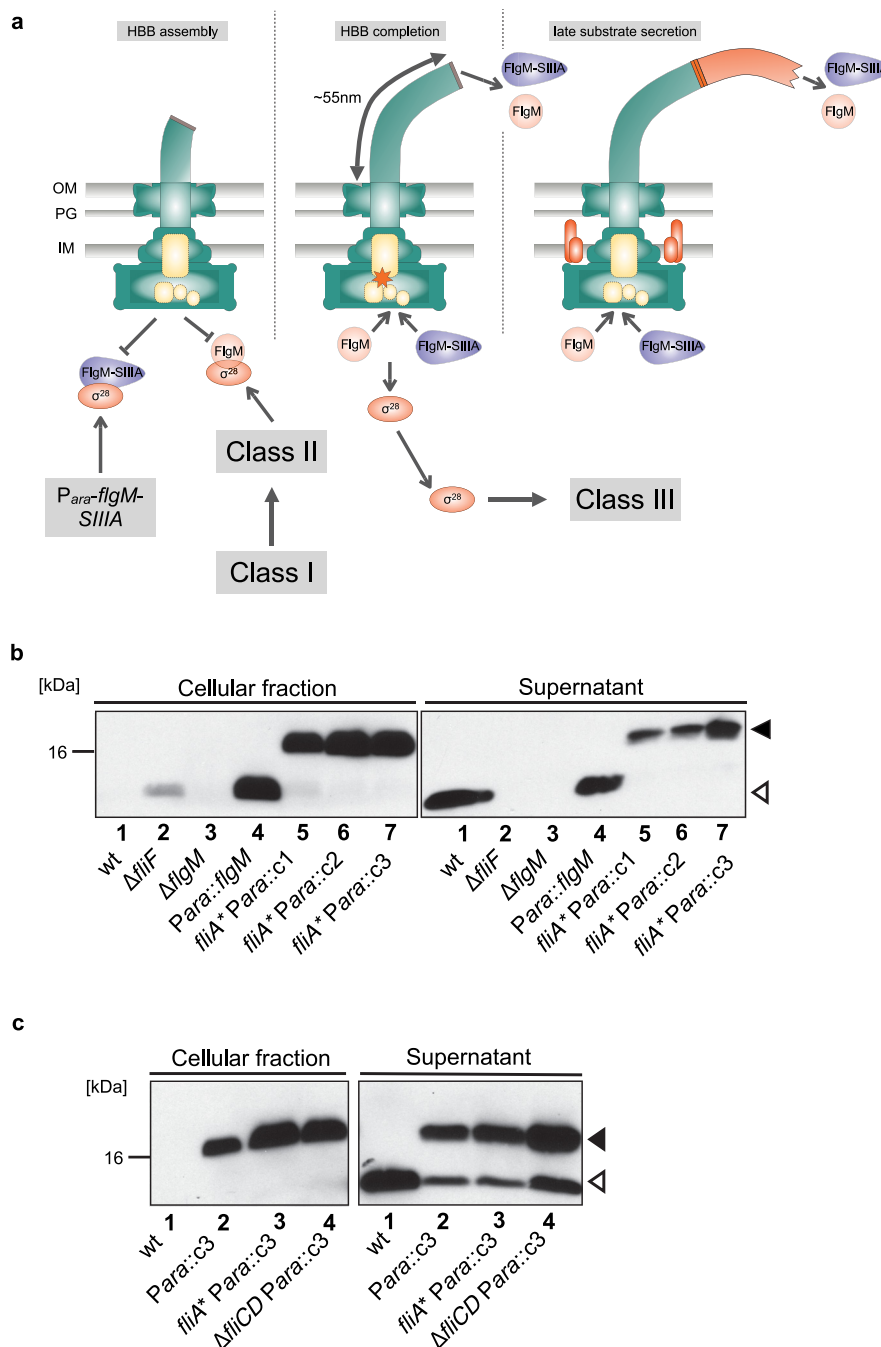 a
HBB assembly
HBB completion
late substrate secretion
~55nm
FlgM-SIIIA
FlgM
FlgM-SIIIA
FlgM
OM
PG
IM
FlgM-SIIIA
σ28
FlgM
σ28
FlgM
FlgM-SIIIA
FlgM
FlgM-SIIIA
σ28
σ28
Class II
Class III
Para-flgM-
SIIIA
Class I
b
[kDa]
Cellular fraction
Supernatant
16
1 2 3 4 5 6 7
1 2 3 4 5 6 7
wt
ΔfliF
ΔflgM
Para::flgM
fliA* Para::c1
fliA* Para::c2
fliA* Para::c3
wt
ΔfliF
ΔflgM
Para::flgM
fliA* Para::c1
fliA* Para::c2
fliA* Para::c3
c
[kDa]
Cellular fraction
Supernatant
16
1 2 3 4
1 2 3 4
wt
Para::c3
fliA* Para::c3
ΔfliCD Para::c3
wt
Para::c3
fliA* Para::c3
ΔfliCD Para::c3